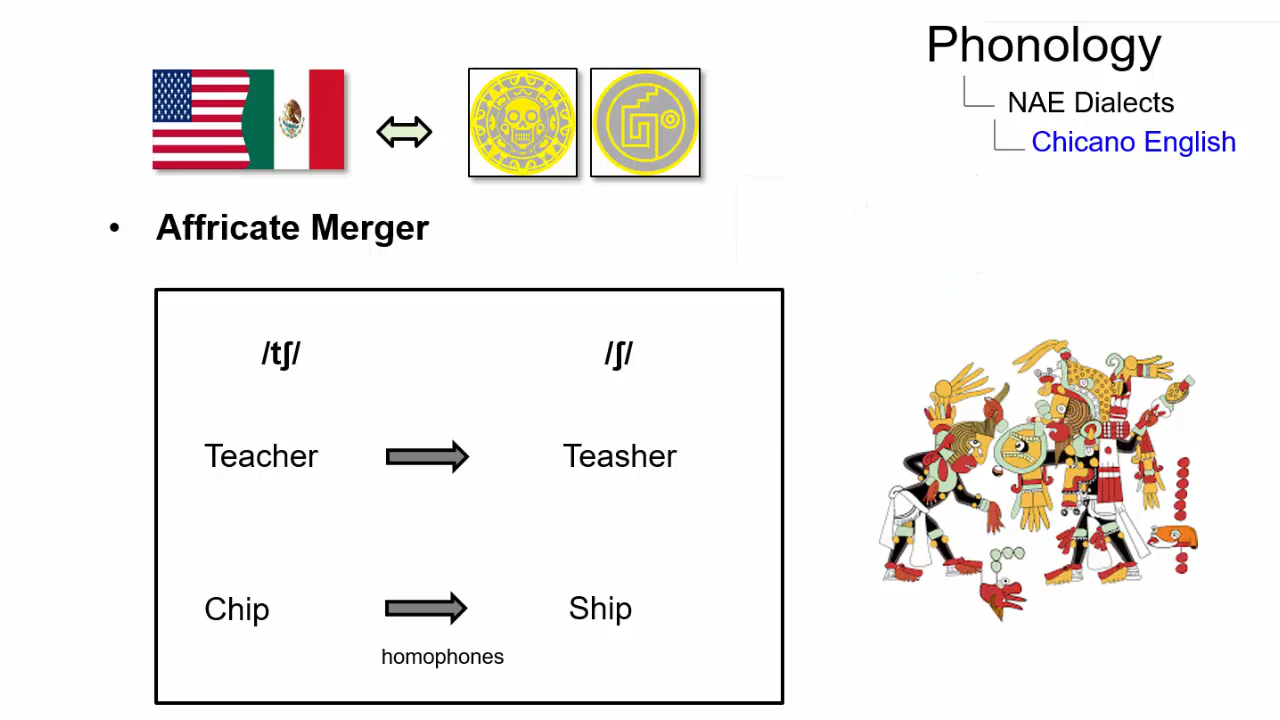 Phonology
NAE Dialects
Chicano English
• Affricate Merger
/tʃ/ /ʃ/
Teacher Teasher
Chip Ship
homophones